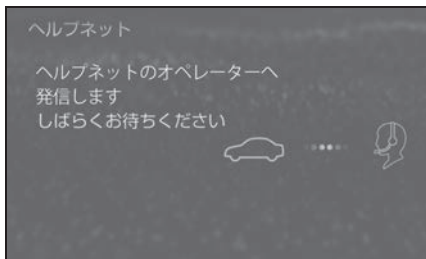 ヘルプネット
ヘルプネットのオペレーターへ
発信します
しばらくお待ちください